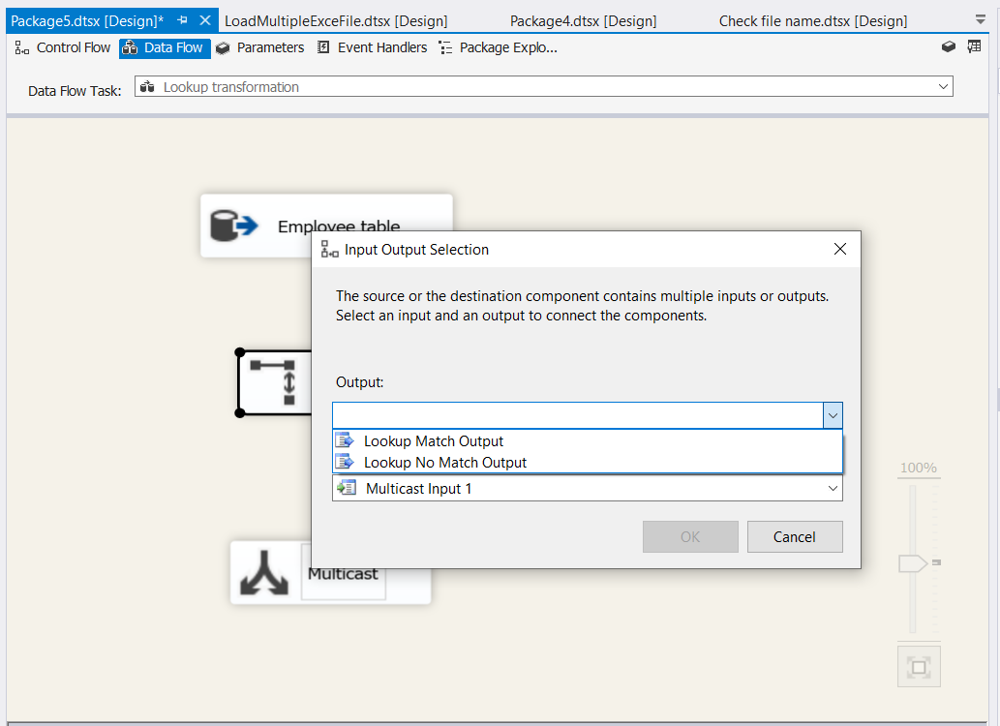 Package5.dtsx [Design]* LoadMultipleExceFile.dtsx [Design] Package4.dtsx [Design] Check file name.dtsx [Design]
Control Flow Data Flow Parameters Event Handlers Package Explo...
Data Flow Task: Lookup transformation
Employee table
Input Output Selection
The source or the destination component contains multiple inputs or outputs.
Select an input and an output to connect the components.
Output:
Lookup Match Output
Lookup No Match Output
100%
Multicast Input 1
OK Cancel
Multicast